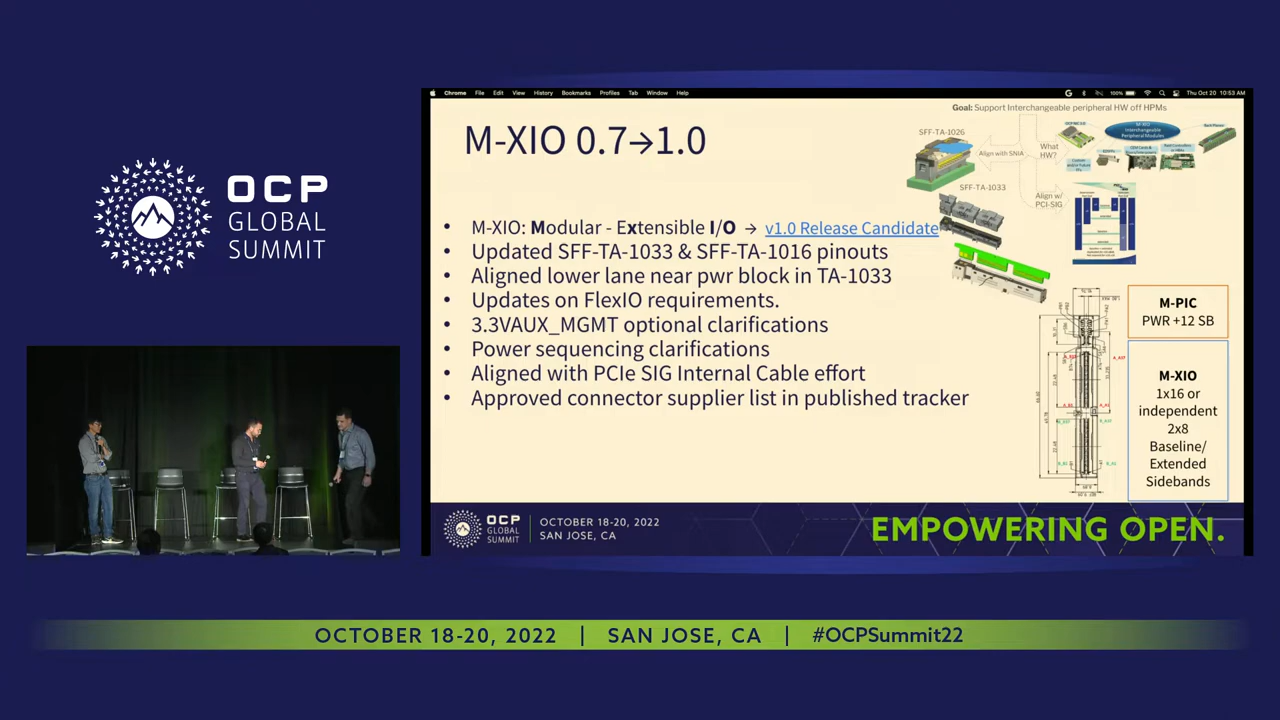 OCP
GLOBAL
SUMMIT
Chrome File Edit View History Bookmarks Profiles Tab Window Help
100%
Thu Oct 20 10:53 AM
Goal: Support Interchangeable peripheral HW off HPMs
M-XIO 0.7→1.0
SFF-TA-1026
Align with SNIA
What
HW?
M-XIO
Interchangeable
Peripheral Modules
SFF-TA-1033
Align w/
PCI-SIG
• M-XIO: Modular - Extensible I/O → v1.0 Release Candidate
• Updated SFF-TA-1033 & SFF-TA-1016 pinouts
• Aligned lower lane near pwr block in TA-1033
• Updates on FlexIO requirements.
• 3.3VAUX_MGMT optional clarifications
• Power sequencing clarifications
• Aligned with PCIe SIG Internal Cable effort
• Approved connector supplier list in published tracker
M-PIC
PWR +12 SB
M-XIO
1x16 or
independent
2x8
Baseline/
Extended
Sidebands
OCP
GLOBAL
SUMMIT
OCTOBER 18-20, 2022
SAN JOSE, CA
EMPOWERING OPEN.
OCTOBER 18-20, 2022 | SAN JOSE, CA | #OCPSummit22